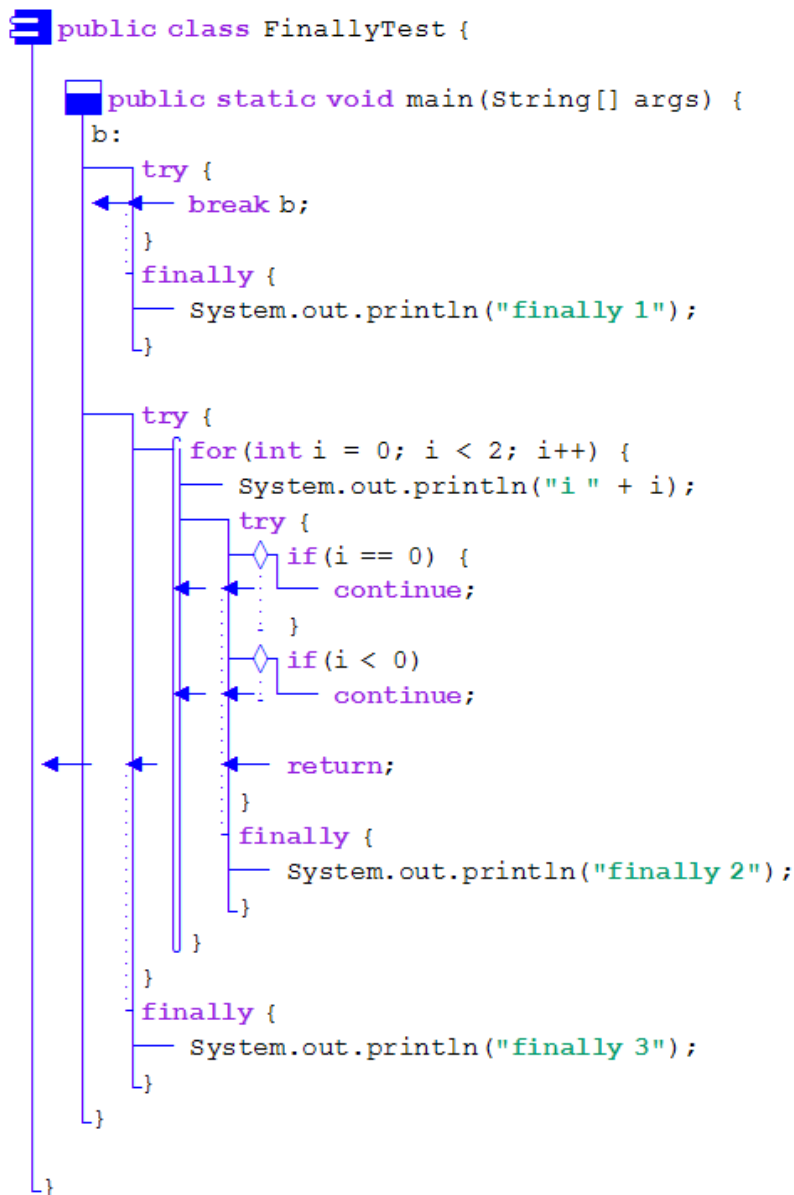 public class FinallyTest {
public static void main(String[] args) {
b:
try {
break b;
}
finally {
System.out.println("finally 1");
}
try {
for(int i = 0; i < 2; i++) {
System.out.println("i " + i);
try {
if(i == 0) {
continue;
}
if(i < 0)
continue;
return;
}
finally {
System.out.println("finally 2");
}
}
}
finally {
System.out.println("finally 3");
}
}
}